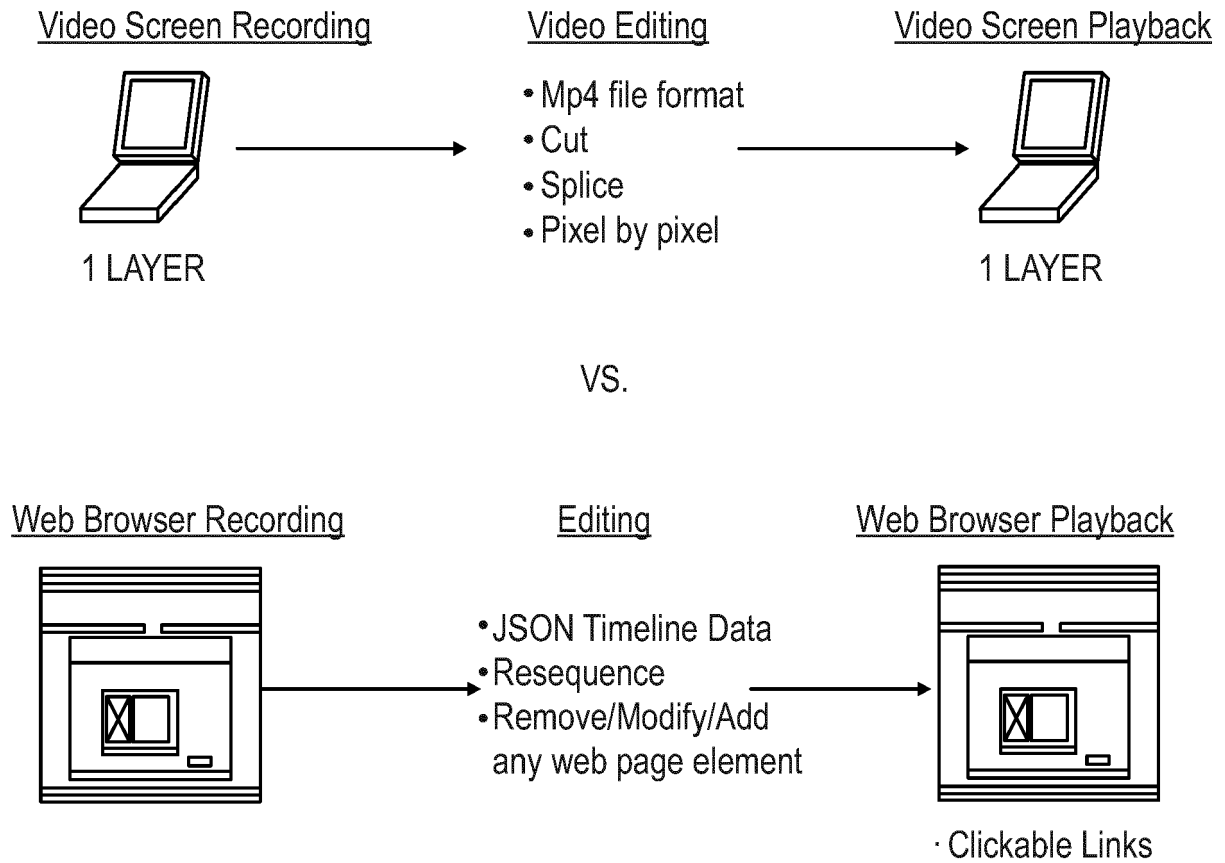 Video Screen Recording
Video Editing
Video Screen Playback
• Mp4 file format
• Cut
• Splice
• Pixel by pixel
1 LAYER
1 LAYER
VS.
Web Browser Recording
Editing
Web Browser Playback
• JSON Timeline Data
• Resequence
• Remove/Modify/Add
any web page element
· Clickable Links